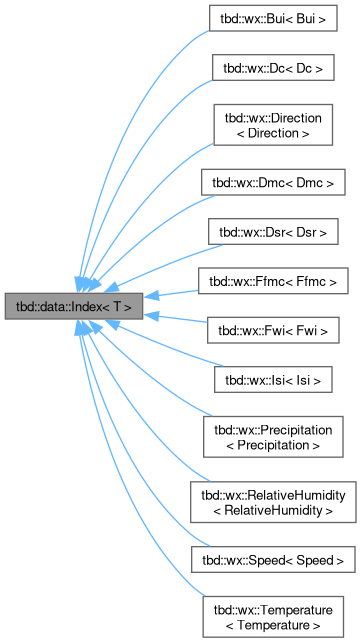 tbd::wx::Bui< Bui >
tbd::wx::Dc< Dc >
tbd::wx::Direction
< Direction >
tbd::wx::Dmc< Dmc >
tbd::wx::Dsr< Dsr >
tbd::wx::Ffmc< Ffmc >
tbd::data::Index< T >
tbd::wx::Fwi< Fwi >
tbd::wx::Isi< Isi >
tbd::wx::Precipitation
< Precipitation >
tbd::wx::RelativeHumidity
< RelativeHumidity >
tbd::wx::Speed< Speed >
tbd::wx::Temperature
< Temperature >